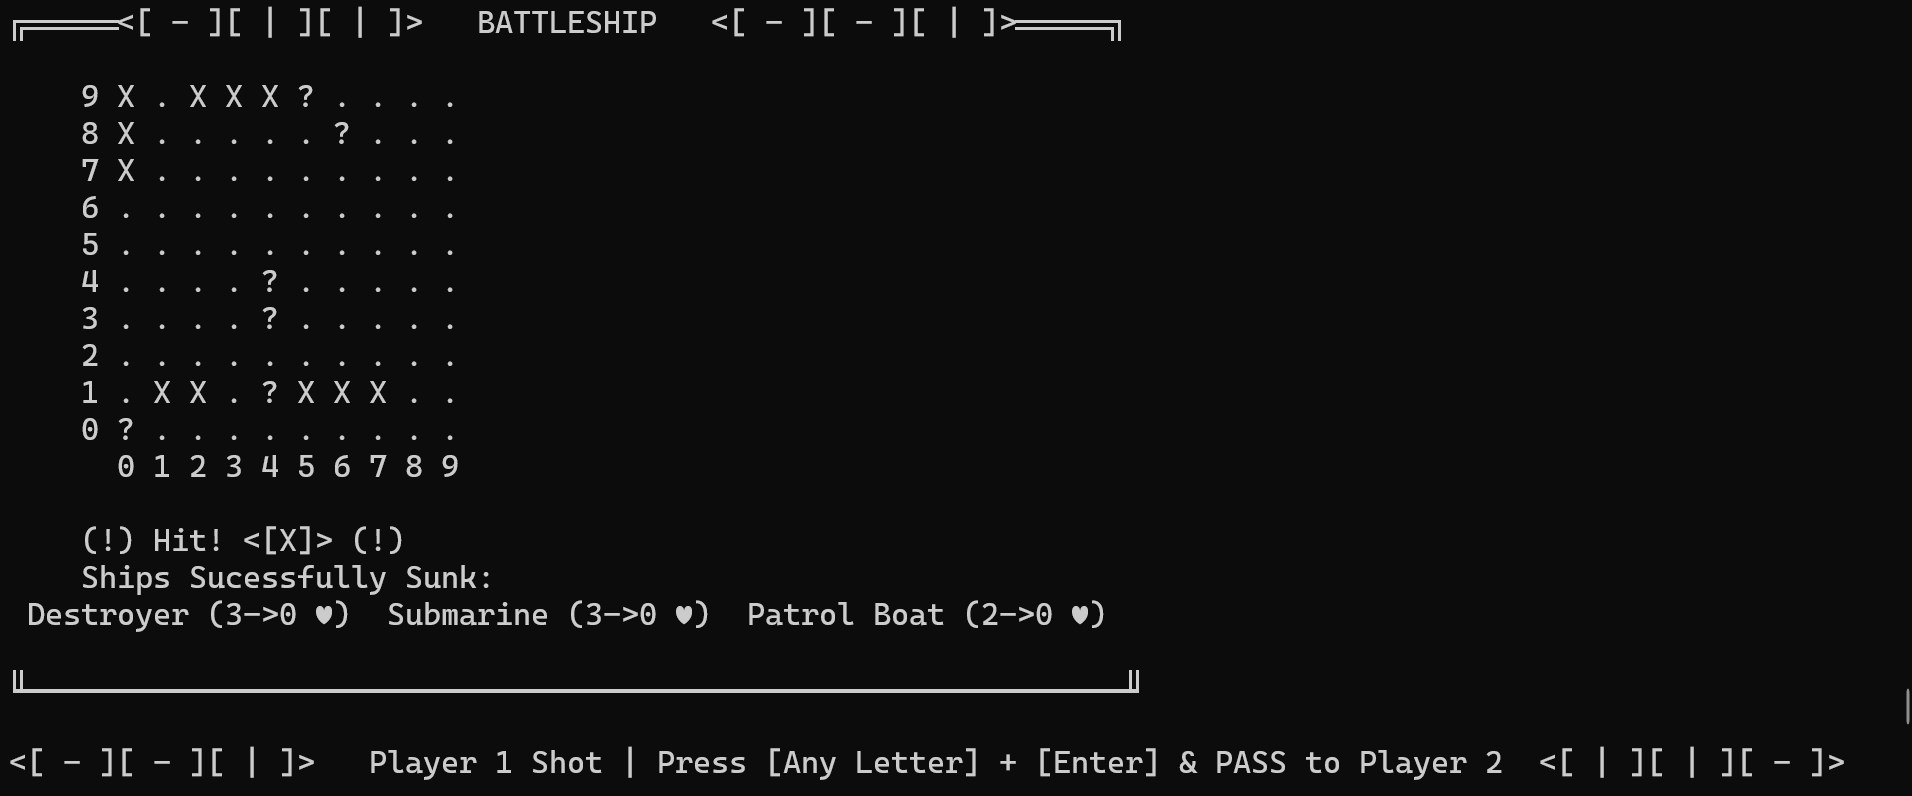 ╔═════<[ - ][ | ][ | ]>   BATTLESHIP   <[ - ][ - ][ | ]>═════╗
9 X . X X X ? . . . .
8 X . . . . . ? . . .
7 X . . . . . . . . .
6 . . . . . . . . . .
5 . . . . . . . . . .
4 . . . . ? . . . . .
3 . . . . ? . . . . .
2 . . . . . . . . . .
1 . X X . ? X X X . .
0 ? . . . . . . . . .
0 1 2 3 4 5 6 7 8 9
(!) Hit! <[X]> (!)
Ships Sucessfully Sunk:
Destroyer (3->0 ♥)  Submarine (3->0 ♥)  Patrol Boat (2->0 ♥)
<[ - ][ - ][ | ]>   Player 1 Shot | Press [Any Letter] + [Enter] & PASS to Player 2  <[ | ][ | ][ - ]>